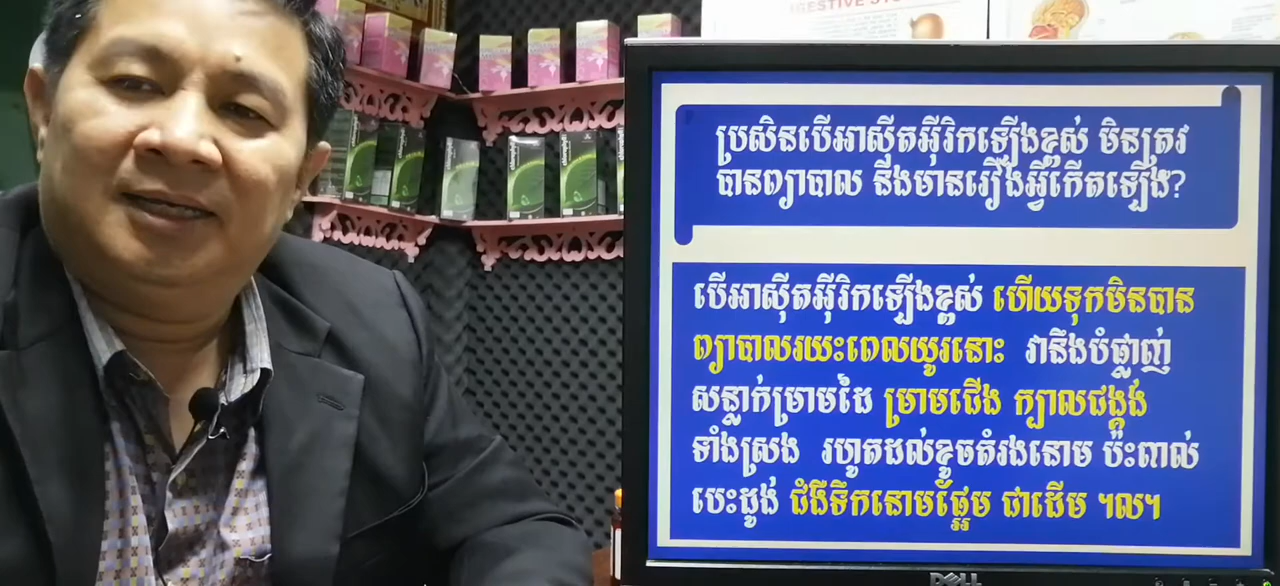 IGESTIVE
ប្រសិនបើអាស៊ីតអ៊ីរិកឡើងខ្ពស់ មិនត្រូវ
បានព្យាបាល នឹងមានរឿងអ្វីកើតឡើង?
បើអាស៊ីតអ៊ីរិកឡើងខ្ពស់ ហើយទុកមិនបាន
ព្យាបាលរយៈពេលយូរនោះ វានឹងបំផ្លាញ់
សន្លាក់ម្រាមដៃ ម្រាមជើង ក្បាលជង្គង់
ទាំងស្រុង រហូតដល់ខូចតំរងនោម ប៉ះពាល់
បេះដូង ជំងឺទឹកនោមផ្អែម ជាដើម ។ល។
DELL